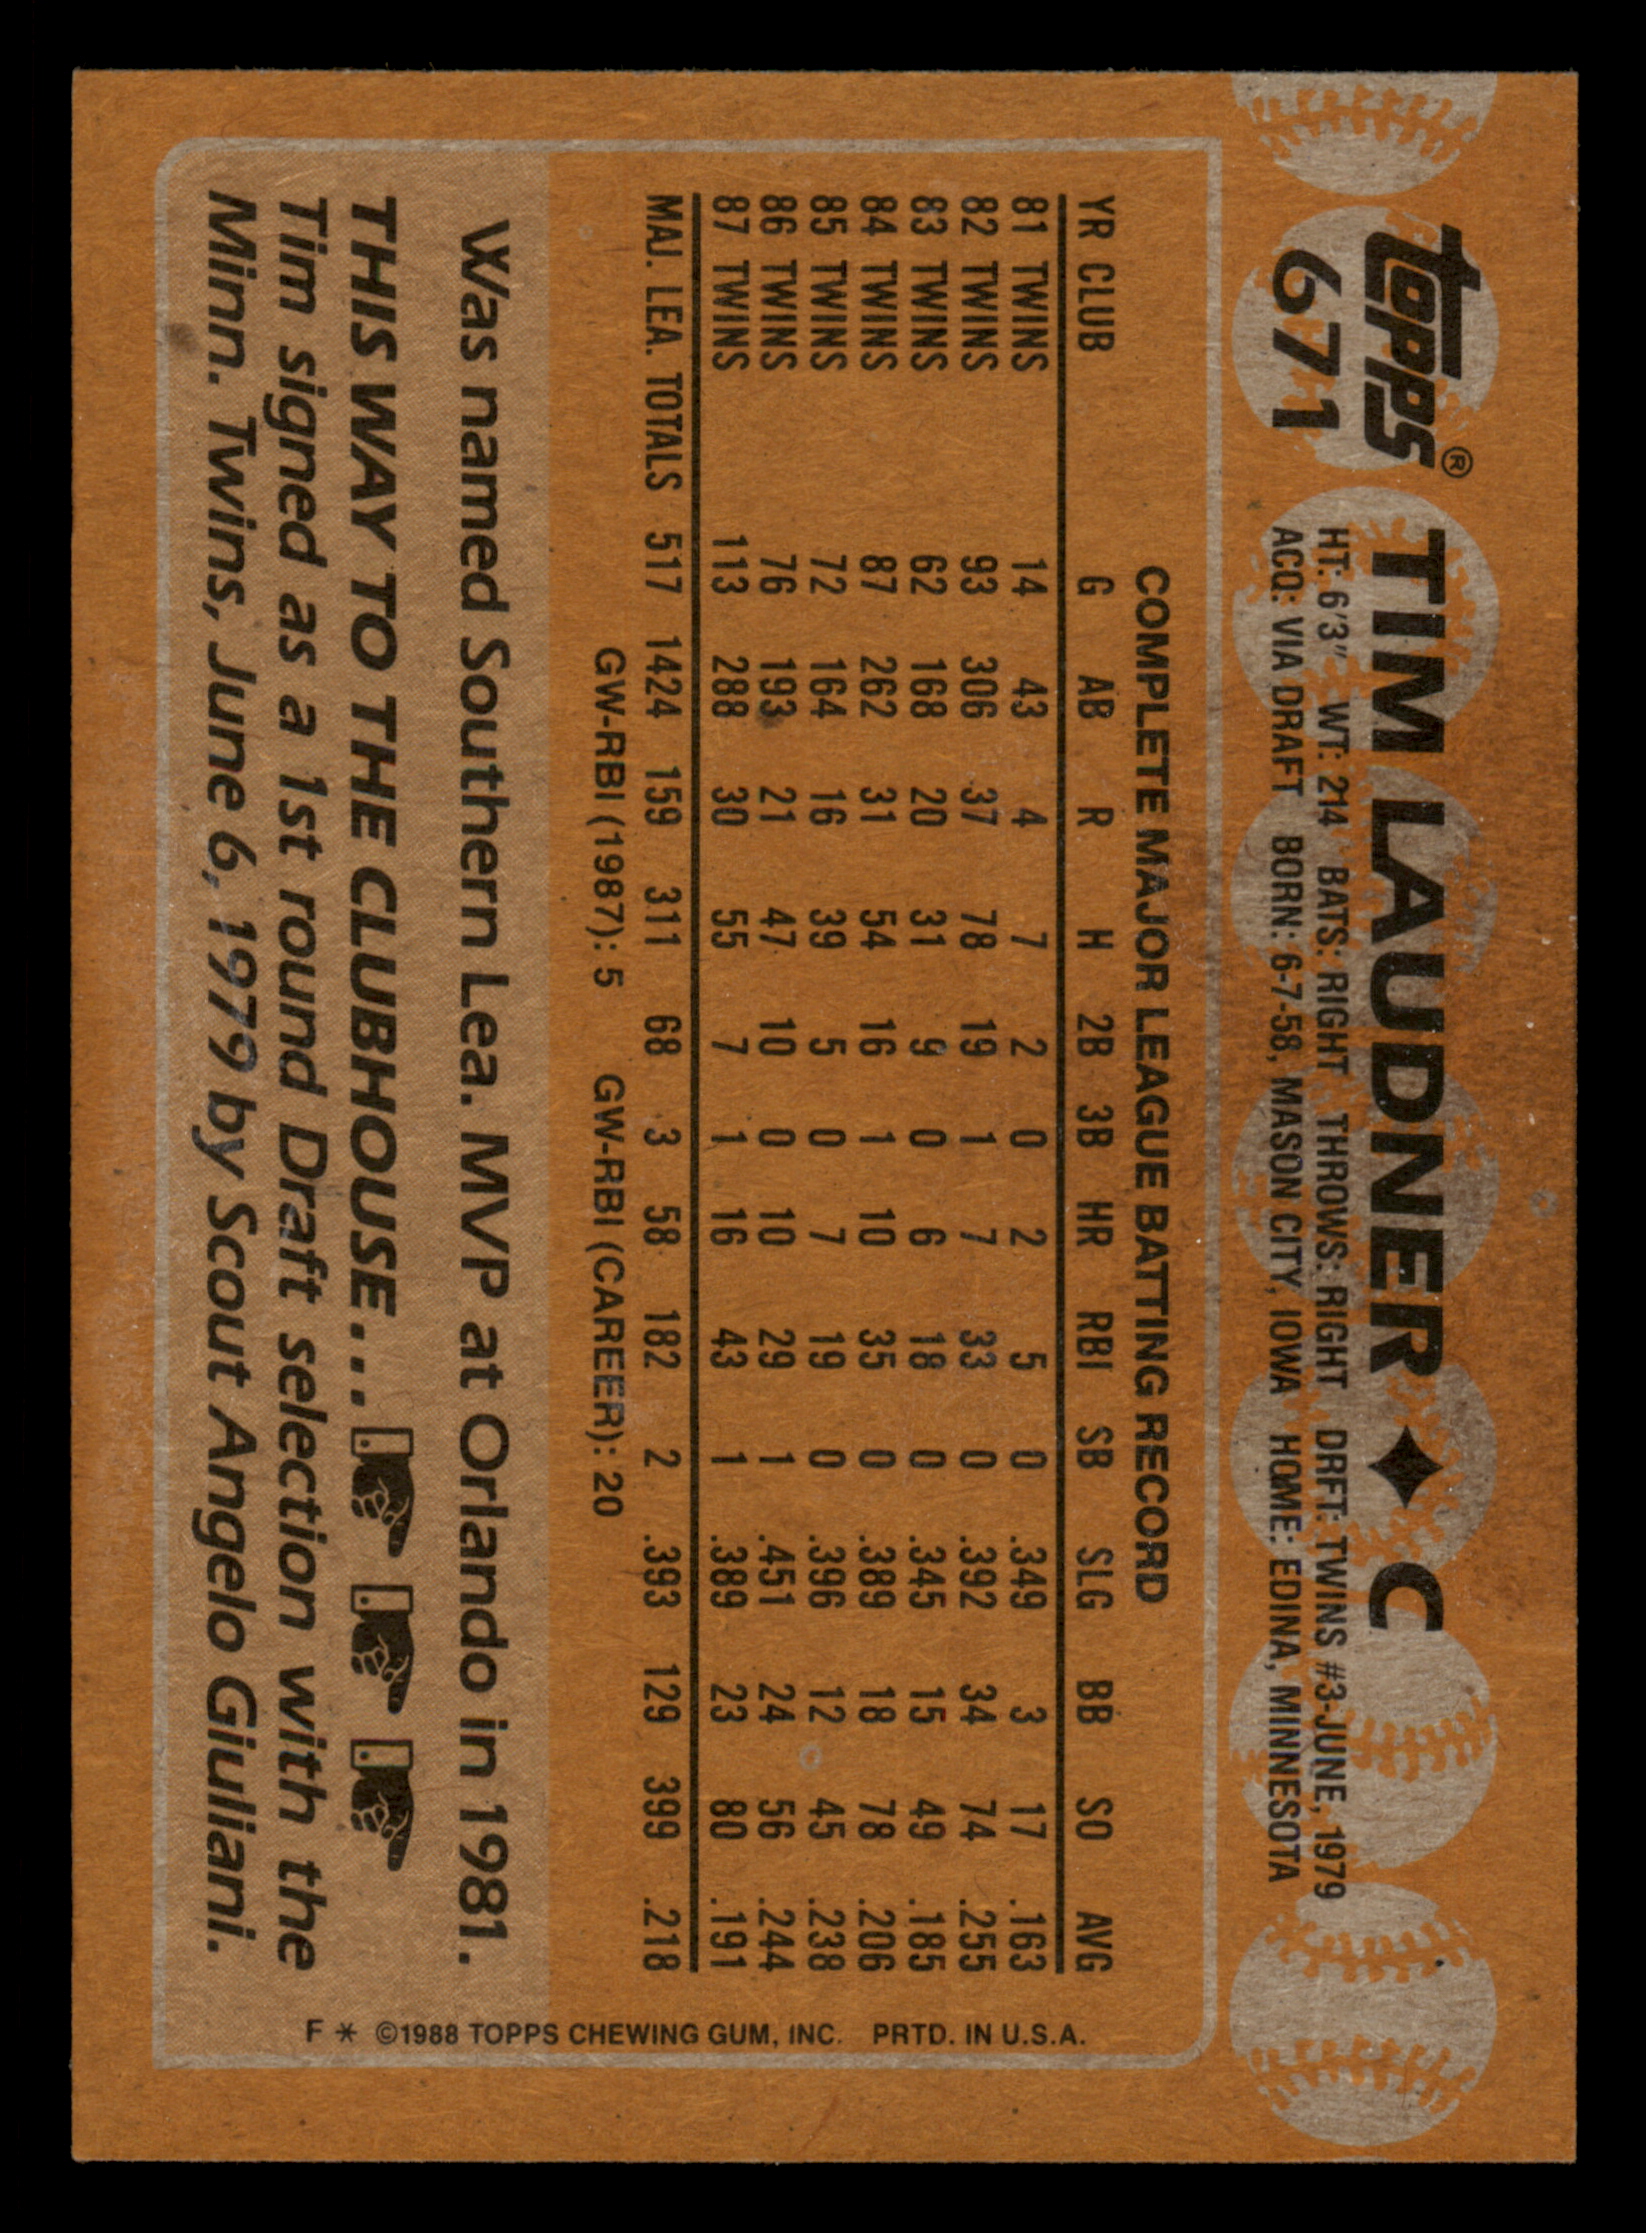 Topps®
671
TIM LAUDNER ♦ C
HT: 6'3" WT: 214 BATS: RIGHT THROWS: RIGHT DRFT: TWINS #3-JUNE, 1979
ACQ: VIA DRAFT BORN: 6-7-58, MASON CITY, IOWA HOME: EDINA, MINNESOTA
COMPLETE MAJOR LEAGUE BATTING RECORD
YR CLUB G AB R H 2B 3B HR RBI SB SLG BB SO AVG
81 TWINS 14 43 4 7 2 0 2 5 0 .349 3 17 .163
82 TWINS 93 306 37 78 19 1 7 33 0 .392 34 74 .255
83 TWINS 62 168 20 31 9 0 6 18 0 .345 15 49 .185
84 TWINS 87 262 31 54 16 1 10 35 0 .389 18 78 .206
85 TWINS 72 164 16 39 5 0 7 19 0 .396 12 45 .238
86 TWINS 76 193 21 47 10 0 10 29 1 .451 24 56 .244
87 TWINS 113 288 30 55 7 1 16 43 1 .389 23 80 .191
MAJ. LEA. TOTALS 517 1424 159 311 68 3 58 182 2 .393 129 399 .218
GW-RBI (1987): 5 GW-RBI (CAREER): 20
Was named Southern Lea. MVP at Orlando in 1981.
THIS WAY TO THE CLUBHOUSE...
Tim signed as a 1st round Draft selection with the
Minn. Twins, June 6, 1979 by Scout Angelo Giuliani.
F * ©1988 TOPPS CHEWING GUM, INC. PRTD. IN U.S.A.